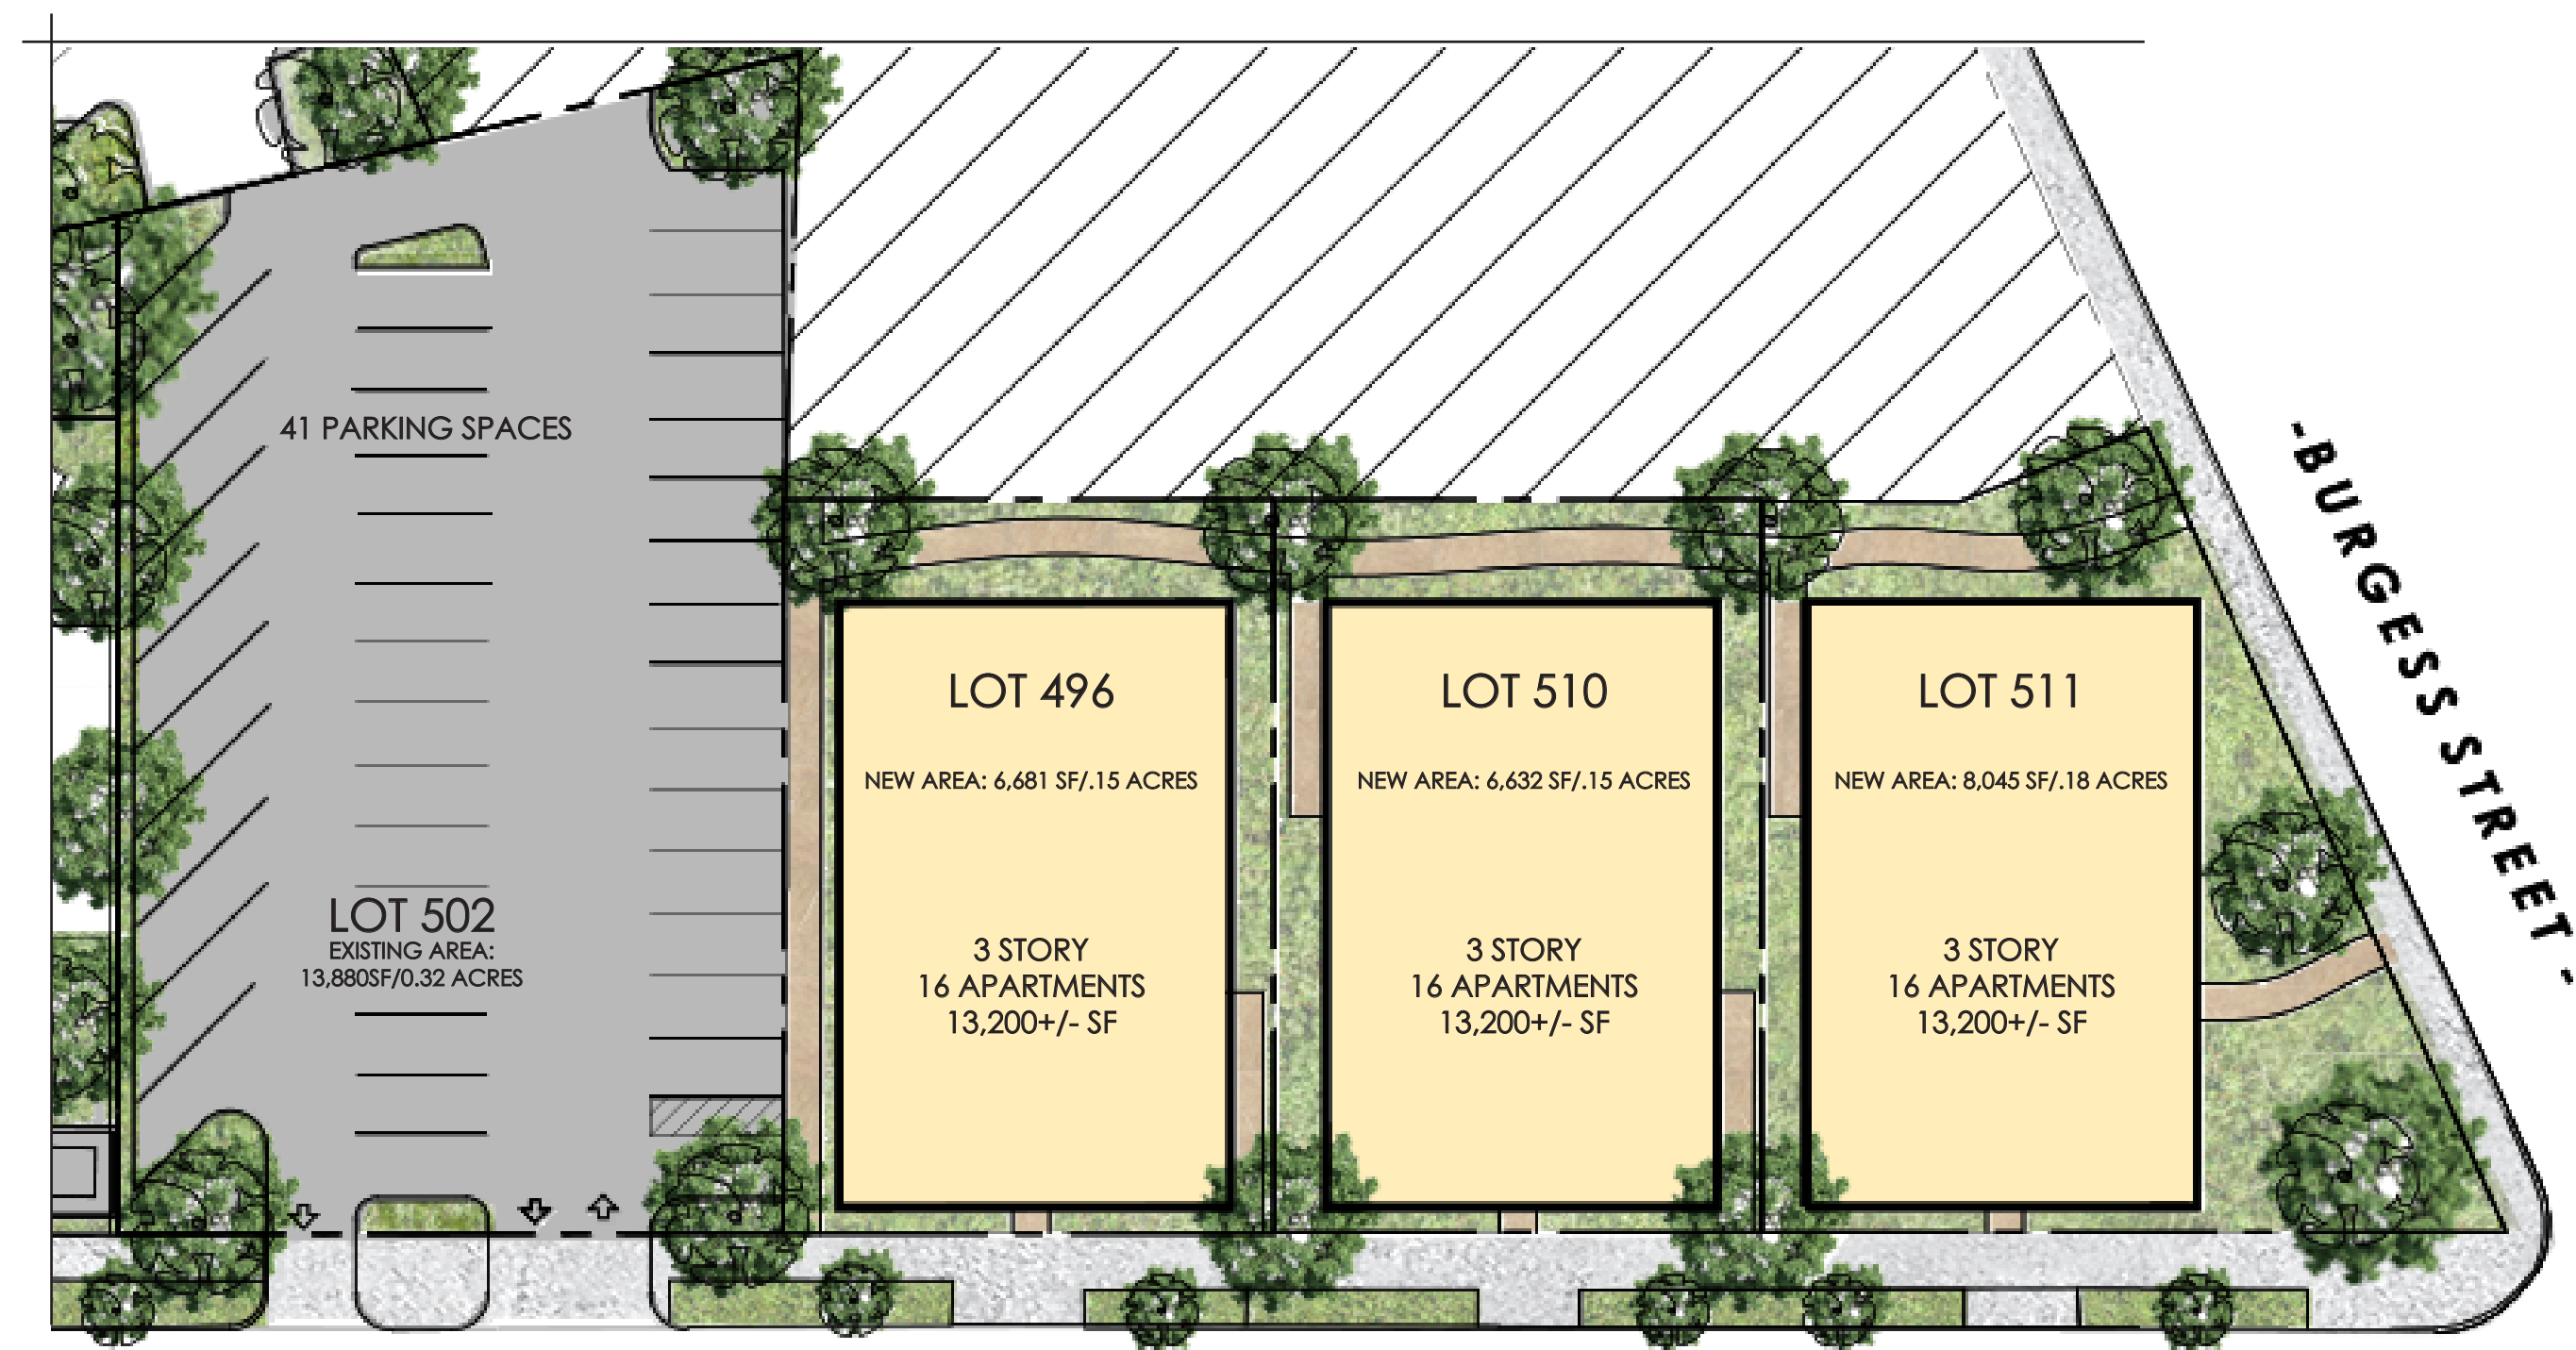 41 PARKING SPACES
LOT 502
EXISTING AREA:
13,880SF/0.32 ACRES
LOT 496
NEW AREA: 6,681 SF/.15 ACRES
3 STORY
16 APARTMENTS
13,200+/- SF
LOT 510
NEW AREA: 6,632 SF/.15 ACRES
3 STORY
16 APARTMENTS
13,200+/- SF
LOT 511
NEW AREA: 8,045 SF/.18 ACRES
3 STORY
16 APARTMENTS
13,200+/- SF
-BURGESS STREET-